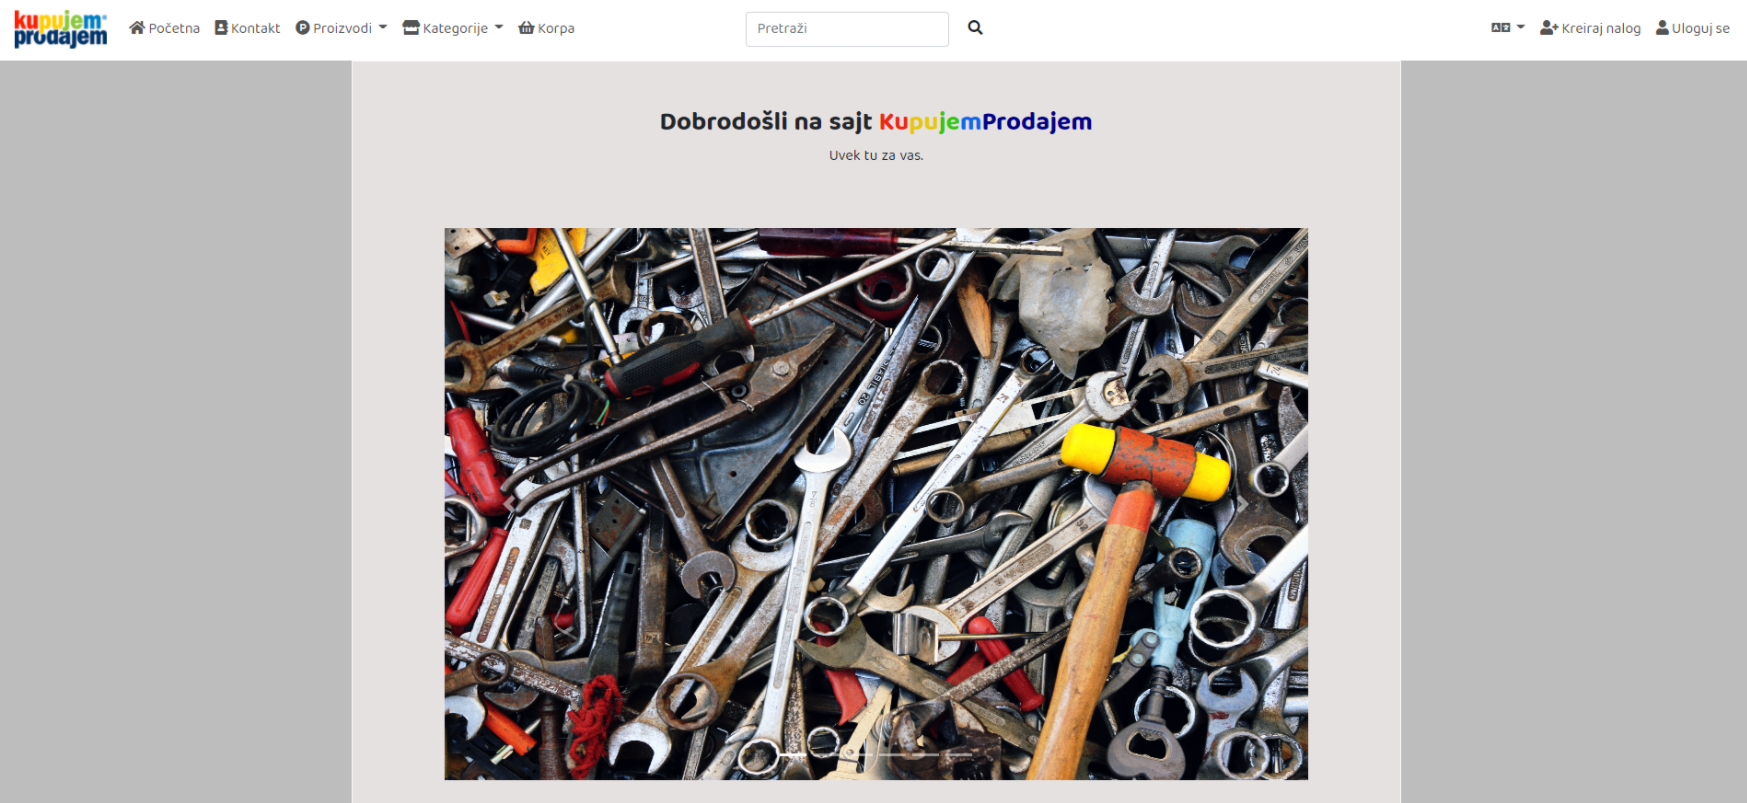 kupujem® prodajem Početna Kontakt Proizvodi Kategorije Korpa Pretraži Kreiraj nalog Uloguj se
Dobrodošli na sajt KupujemProdajem
Uvek tu za vas.